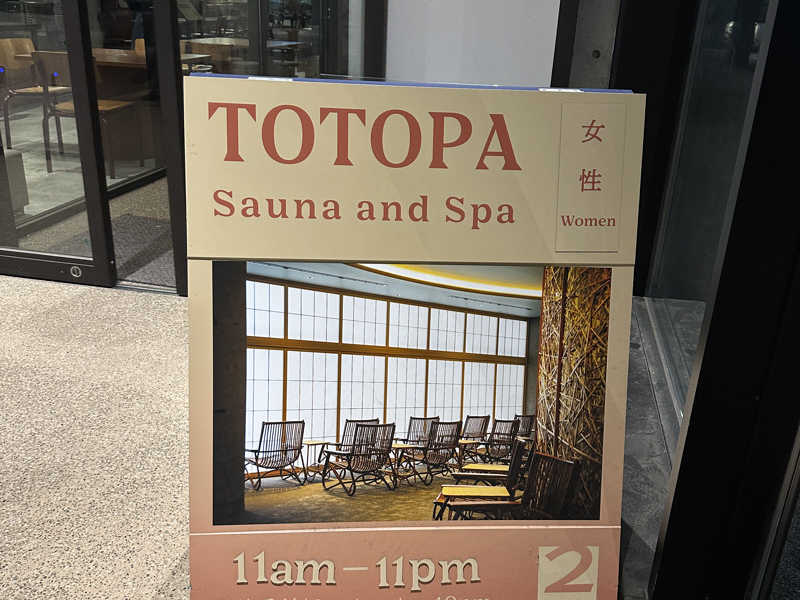 TOTOPA
Sauna and Spa
女性
Women
11am – 11pm
2